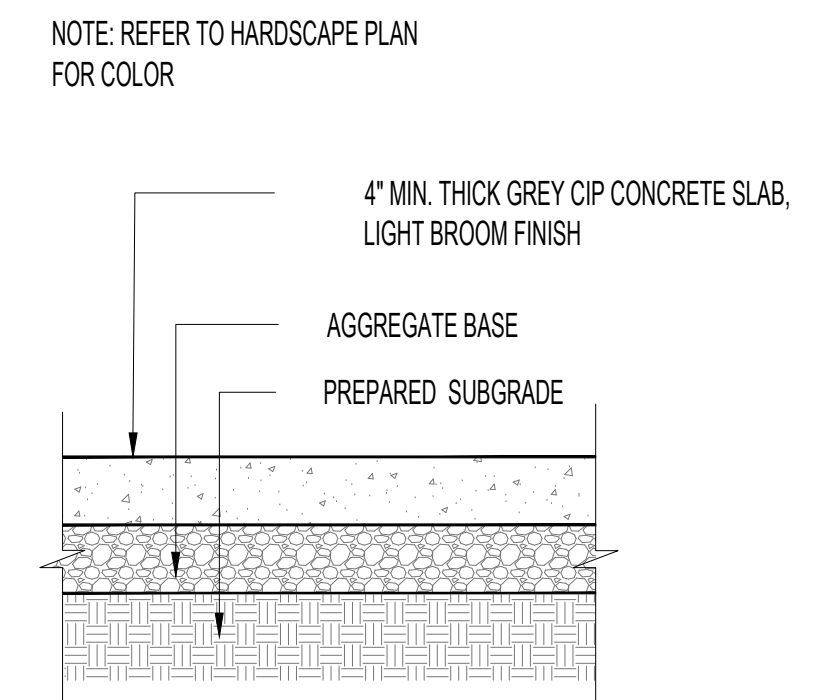 NOTE: REFER TO HARDSCAPE PLAN
FOR COLOR
4" MIN. THICK GREY CIP CONCRETE SLAB,
LIGHT BROOM FINISH
AGGREGATE BASE
PREPARED SUBGRADE